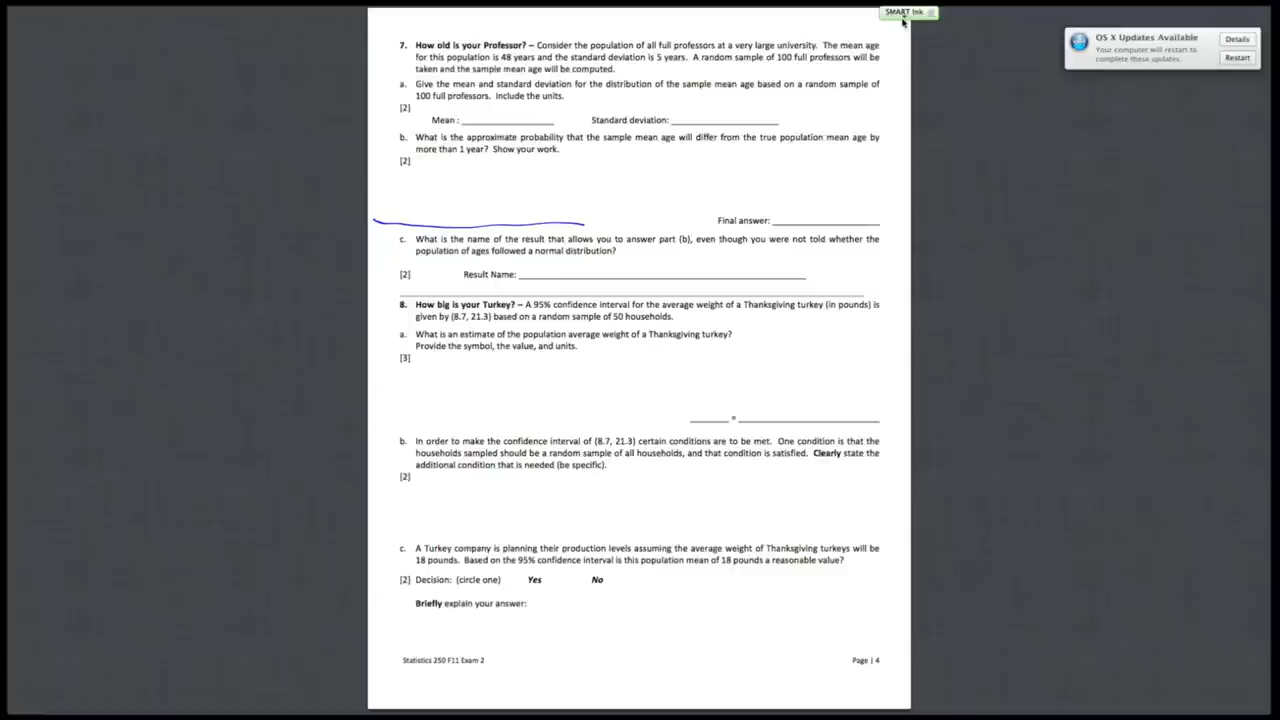 SMART Ink
OS X Updates Available
Your computer will restart to
complete these updates.
Details
Restart
7. How old is your Professor? – Consider the population of all full professors at a very large university. The mean age
for this population is 48 years and the standard deviation is 5 years. A random sample of 100 full professors will be
taken and the sample mean age will be computed.
a. Give the mean and standard deviation for the distribution of the sample mean age based on a random sample of
100 full professors. Include the units.
[2]
Mean : ____________________ Standard deviation: _______________________
b. What is the approximate probability that the sample mean age will differ from the true population mean age by
more than 1 year? Show your work.
[2]
Final answer: _______________________
c. What is the name of the result that allows you to answer part (b), even though you were not told whether the
population of ages followed a normal distribution?
[2] Result Name: _______________________________________________
8. How big is your Turkey? – A 95% confidence interval for the average weight of a Thanksgiving turkey (in pounds) is
given by (8.7, 21.3) based on a random sample of 50 households.
a. What is an estimate of the population average weight of a Thanksgiving turkey?
Provide the symbol, the value, and units.
[3]
________ = _____________________________
b. In order to make the confidence interval of (8.7, 21.3) certain conditions are to be met. One condition is that the
households sampled should be a random sample of all households, and that condition is satisfied. Clearly state the
additional condition that is needed (be specific).
[2]
c. A Turkey company is planning their production levels assuming the average weight of Thanksgiving turkeys will be
18 pounds. Based on the 95% confidence interval is this population mean of 18 pounds a reasonable value?
[2] Decision: (circle one) Yes No
Briefly explain your answer:
Statistics 250 F11 Exam 2 Page | 4